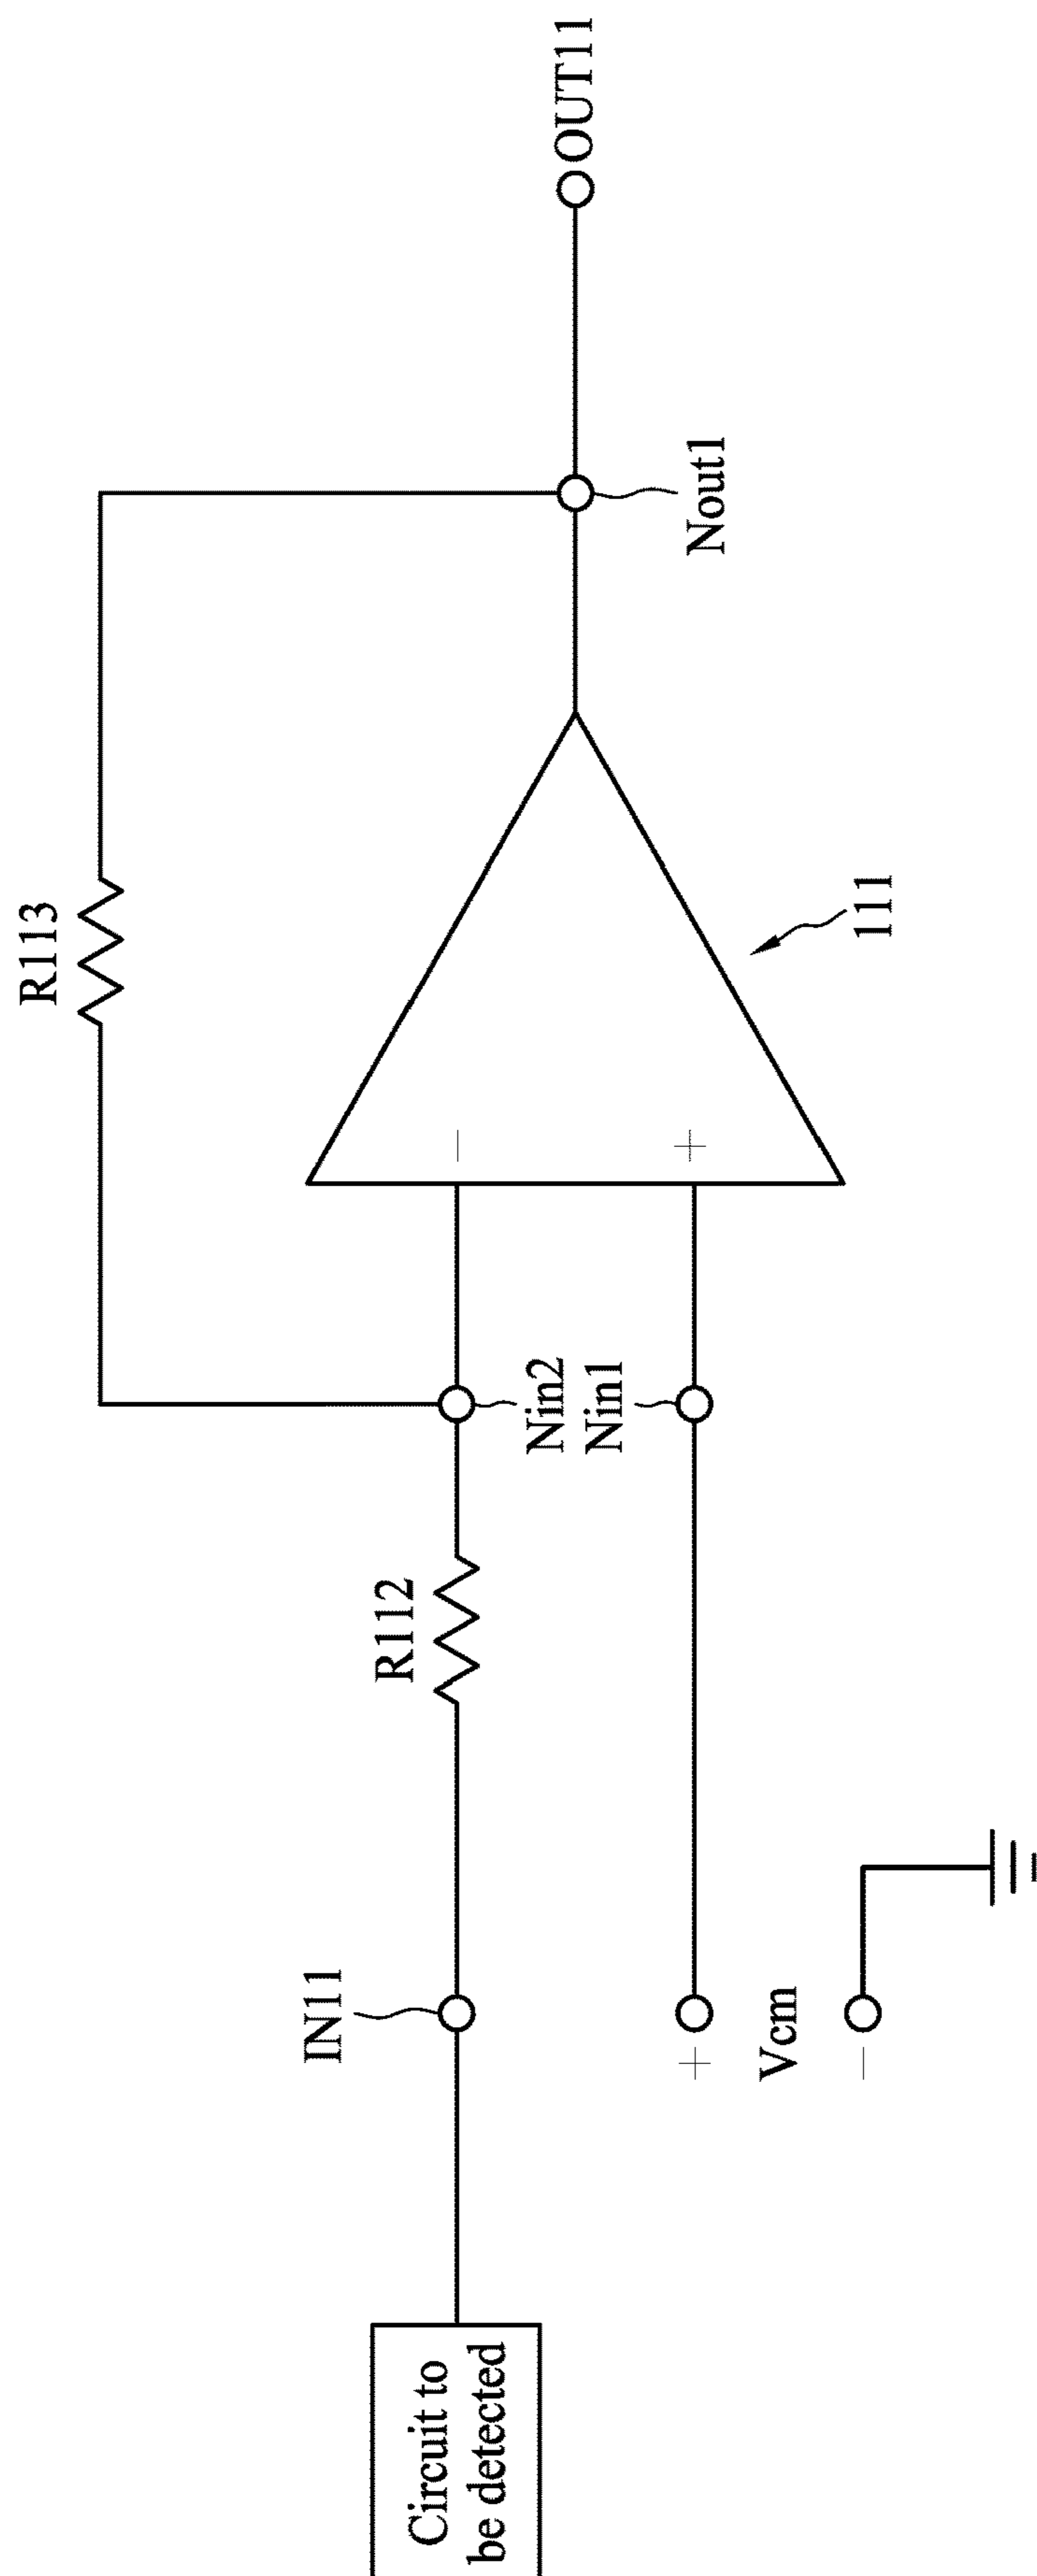 R113
R112
IN11
Circuit to
be detected
−
+
Nin2
Nin1
+
Vcm
−
111
Nout1
OUT11